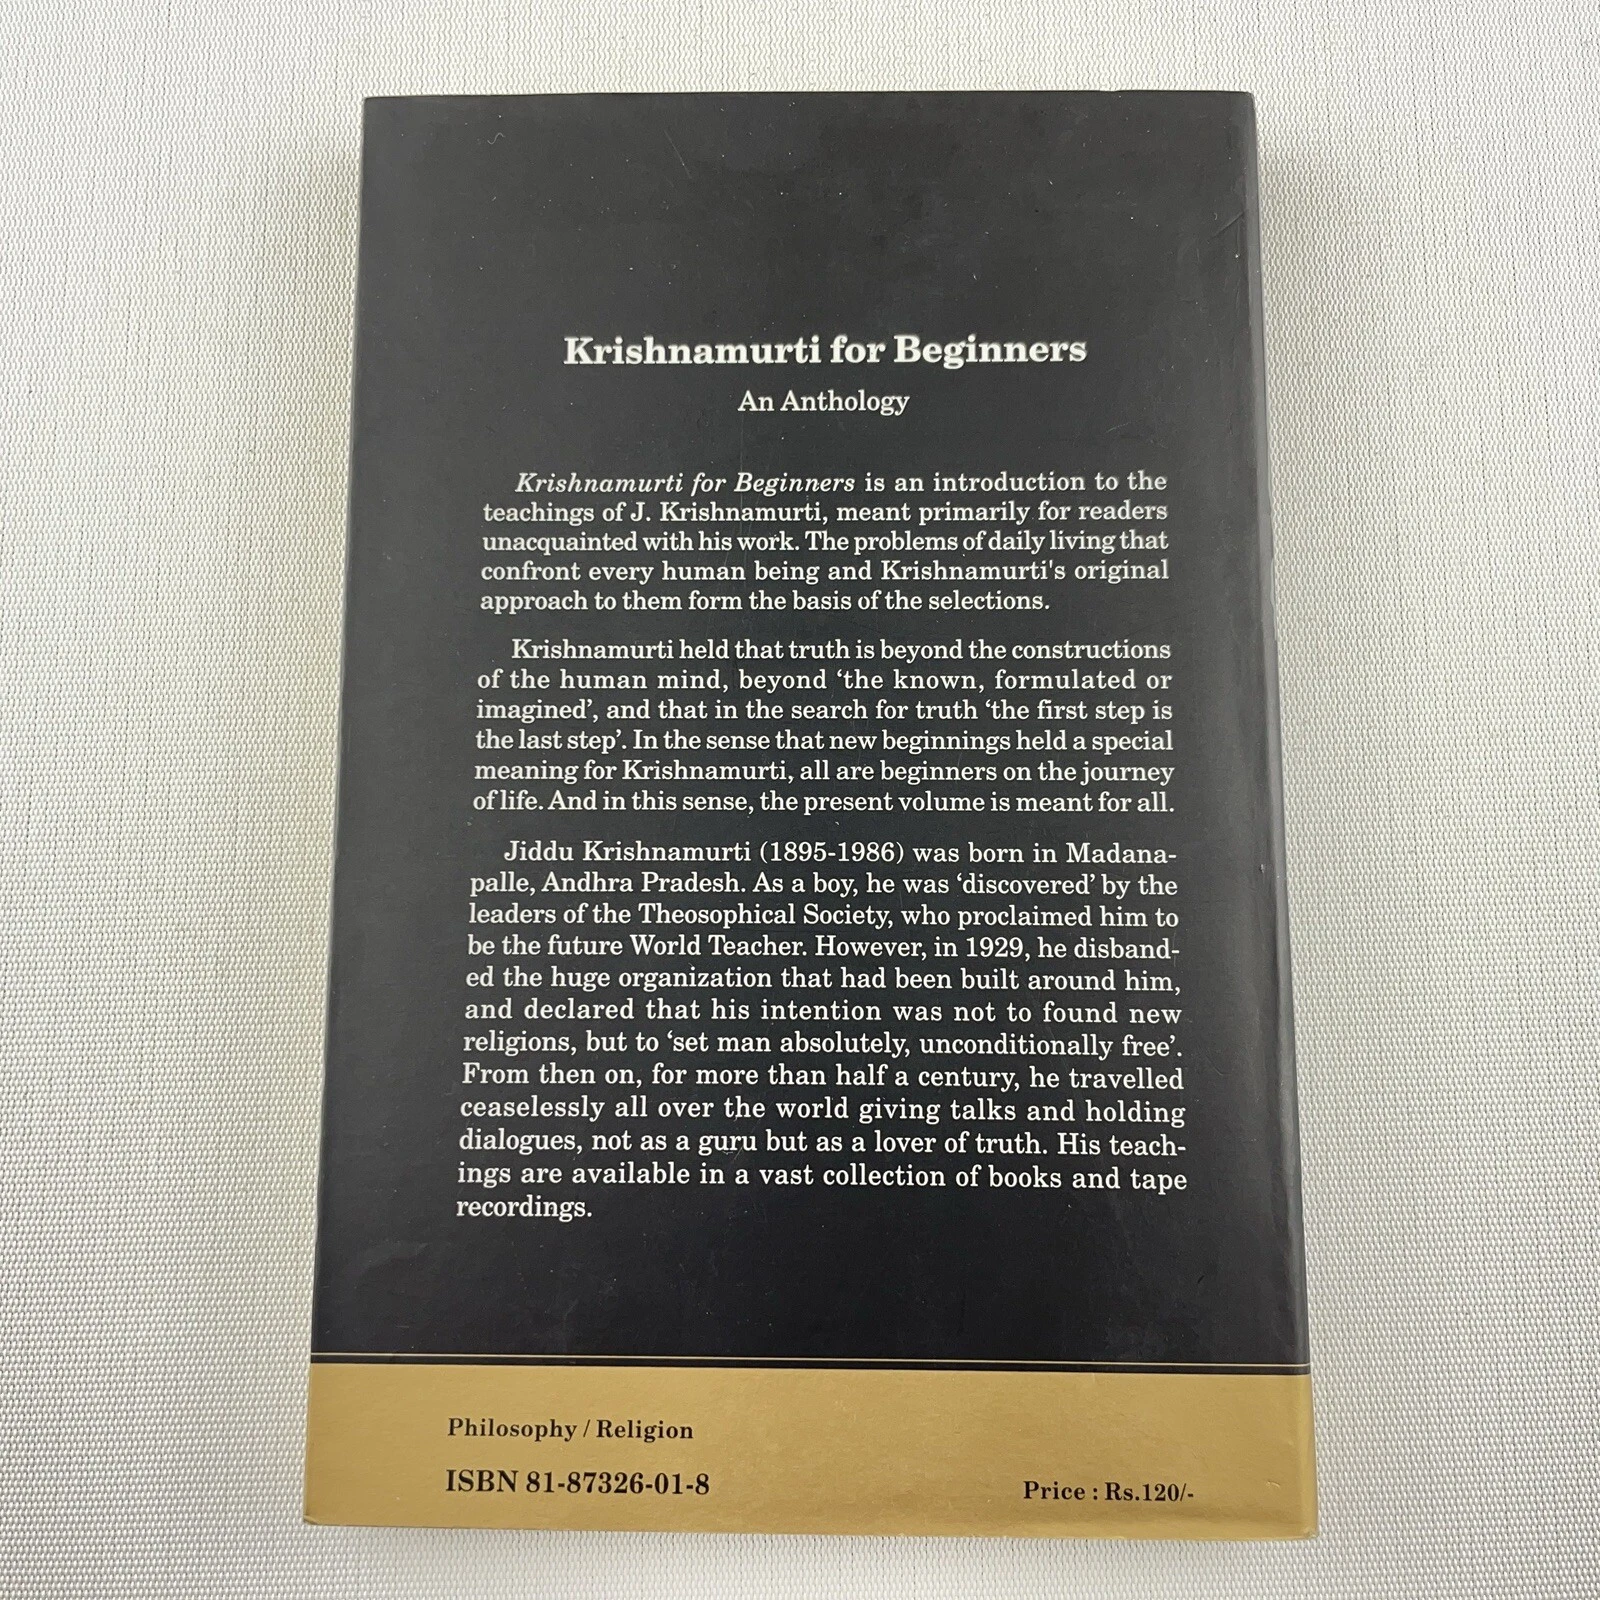 Krishnamurti for Beginners
An Anthology
Krishnamurti for Beginners is an introduction to the
teachings of J. Krishnamurti, meant primarily for readers
unacquainted with his work. The problems of daily living that
confront every human being and Krishnamurti's original
approach to them form the basis of the selections.
Krishnamurti held that truth is beyond the constructions
of the human mind, beyond ‘the known, formulated or
imagined’, and that in the search for truth ‘the first step is
the last step’. In the sense that new beginnings held a special
meaning for Krishnamurti, all are beginners on the journey
of life. And in this sense, the present volume is meant for all.
Jiddu Krishnamurti (1895-1986) was born in Madana-
palle, Andhra Pradesh. As a boy, he was ‘discovered’ by the
leaders of the Theosophical Society, who proclaimed him to
be the future World Teacher. However, in 1929, he disband-
ed the huge organization that had been built around him,
and declared that his intention was not to found new
religions, but to ‘set man absolutely, unconditionally free’.
From then on, for more than half a century, he travelled
ceaselessly all over the world giving talks and holding
dialogues, not as a guru but as a lover of truth. His teach-
ings are available in a vast collection of books and tape
recordings.
Philosophy / Religion
ISBN 81-87326-01-8
Price : Rs.120/-